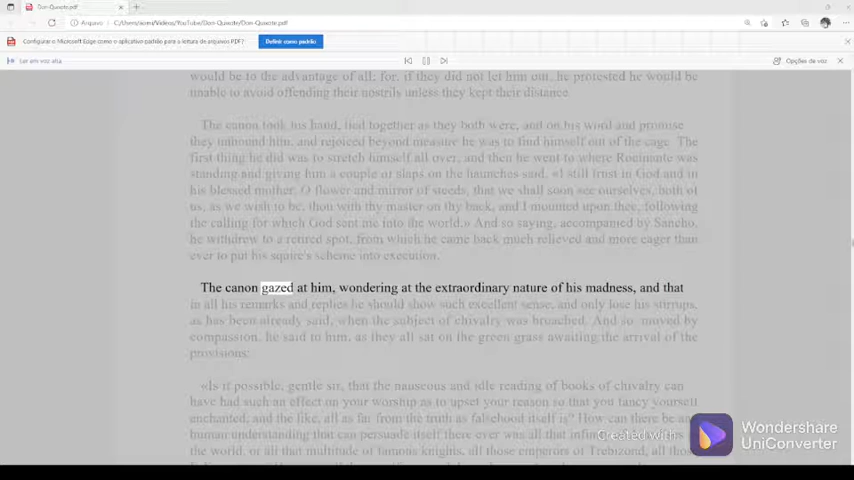 Don-Quixote.pdf
Arquivo
C:/Users/acera/Videos/YouTube/Don-Quixote/Don-Quixote.pdf
Configurar o Microsoft Edge como o aplicativo padrão para a leitura de arquivos PDF?
Definir como padrão
Ler em voz alta
Opções de voz
would be to the advantage of all; for, if they did not let him out, he protested he would be
unable to avoid offending their nostrils unless they kept their distance.
The canon took his hand, tied together as they both were, and on his word and promise
they unbound him, and rejoiced beyond measure he was to find himself out of the cage. The
first thing he did was to stretch himself all over, and then he went to where Rocinante was
standing and giving him a couple of slaps on the haunches said, «I still trust in God and in
his blessed mother, O flower and mirror of steeds, that we shall soon see ourselves, both of
us, as we wish to be, thou with thy master on thy back, and I mounted upon thee, following
the calling for which God sent me into the world.» And so saying, accompanied by Sancho,
he withdrew to a retired spot, from which he came back much relieved and more eager than
ever to put his squire's scheme into execution.
The canon gazed at him, wondering at the extraordinary nature of his madness, and that
in all his remarks and replies he should show such excellent sense, and only lose his stirrups,
as has been already said, when the subject of chivalry was broached. And so, moved by
compassion, he said to him, as they all sat on the green grass awaiting the arrival of the
provisions:
«Is it possible, gentle sir, that the nauseous and idle reading of books of chivalry can
have had such an effect on your worship as to upset your reason so that you fancy yourself
enchanted, and the like, all as far from the truth as falsehood itself is? How can there be any
human understanding that can persuade itself there ever was all that infin
the world, or all that multitude of famous knights, all those emperors of Trebizond, all those
Created with
Wondershare
UniConverter